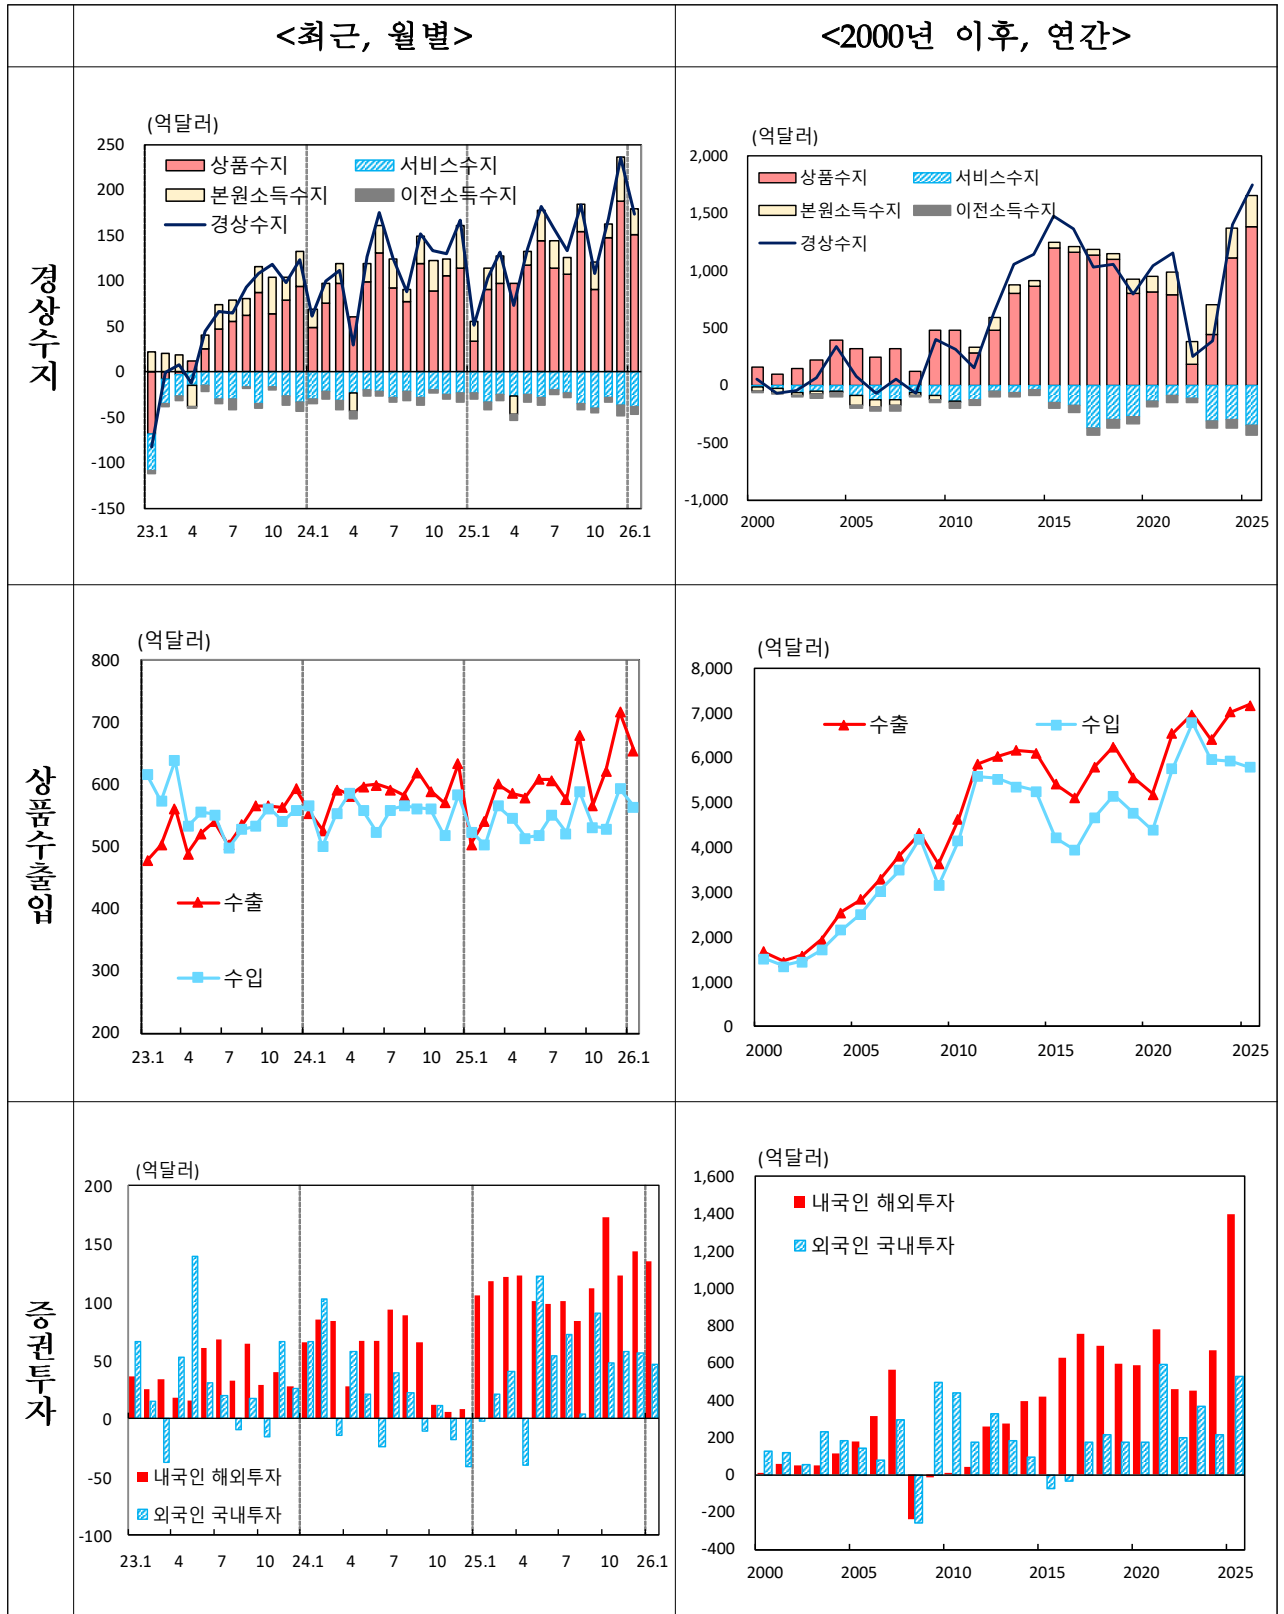 <최근, 월별>
<2000년 이후, 연간>
경상수지
(억달러)
250
200
150
100
50
0
-50
-100
-150
상품수지
서비스수지
본원소득수지
이전소득수지
경상수지
23.1 4 7 10 24.1 4 7 10 25.1 4 7 10 26.1
(억달러)
2,000
1,500
1,000
500
0
-500
-1,000
상품수지
서비스수지
본원소득수지
이전소득수지
경상수지
2000 2005 2010 2015 2020 2025
상품수출입
(억달러)
800
700
600
500
400
300
200
수출
수입
23.1 4 7 10 24.1 4 7 10 25.1 4 7 10 26.1
(억달러)
8,000
7,000
6,000
5,000
4,000
3,000
2,000
1,000
0
수출
수입
2000 2005 2010 2015 2020 2025
증권투자
(억달러)
200
150
100
50
0
-50
-100
내국인 해외투자
외국인 국내투자
23.1 4 7 10 24.1 4 7 10 25.1 4 7 10 26.1
(억달러)
1,600
1,400
1,200
1,000
800
600
400
200
0
-200
-400
내국인 해외투자
외국인 국내투자
2000 2005 2010 2015 2020 2025